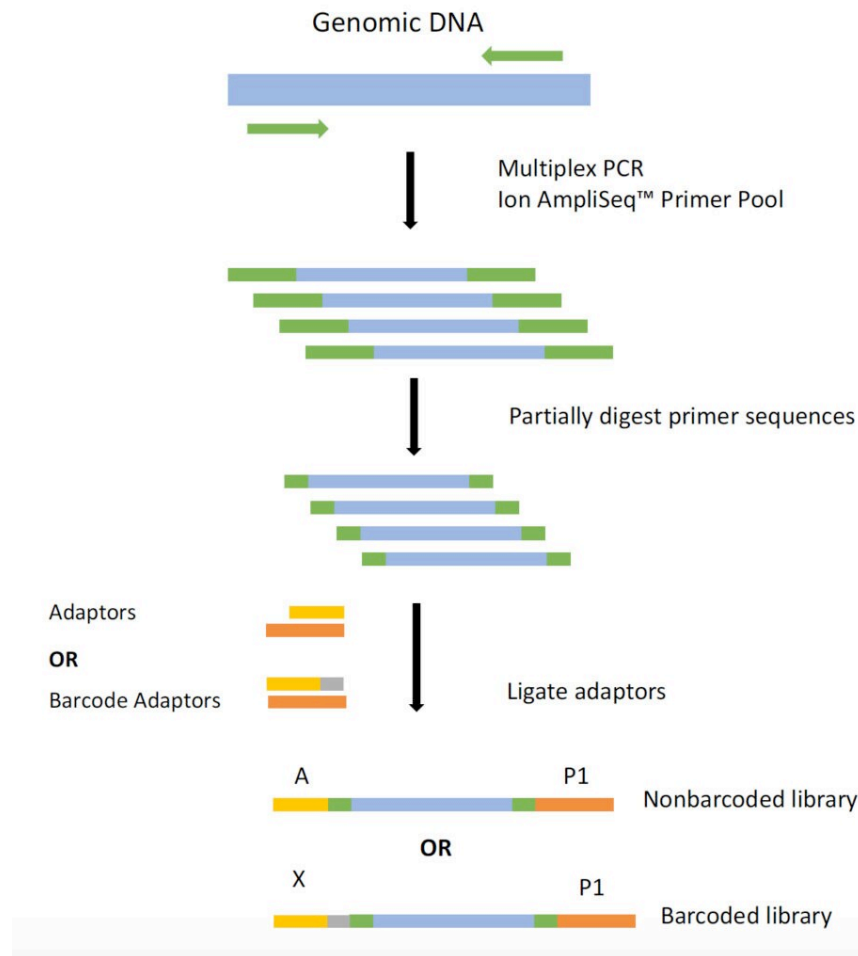 Genomic DNA
Multiplex PCR
Ion AmpliSeq™ Primer Pool
Partially digest primer sequences
Adaptors
OR
Barcode Adaptors
Ligate adaptors
A
P1
Nonbarcoded library
OR
X
P1
Barcoded library